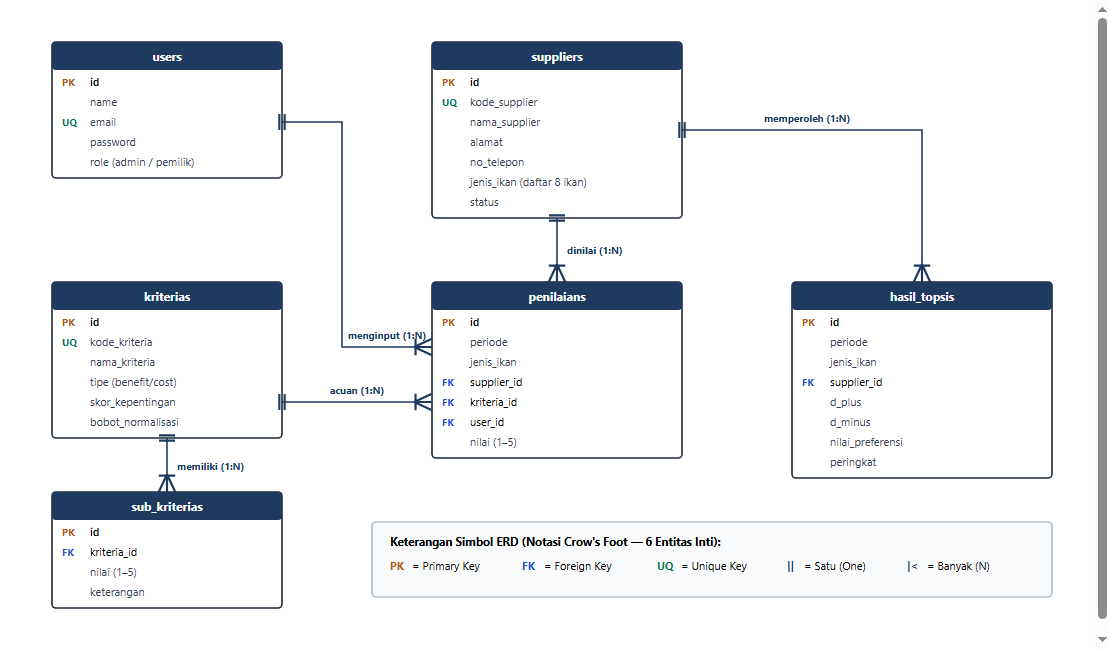 users
PK id
name
UQ email
password
role (admin / pemilik)
suppliers
PK id
UQ kode_supplier
nama_supplier
alamat
no_telepon
jenis_ikan (daftar 8 ikan)
status
memperoleh (1:N)
dinilai (1:N)
kriterias
PK id
UQ kode_kriteria
nama_kriteria
tipe (benefit/cost)
skor_kepentingan
bobot_normalisasi
menginput (1:N)
acuan (1:N)
penilaians
PK id
periode
jenis_ikan
FK supplier_id
FK kriteria_id
FK user_id
nilai (1–5)
hasil_topsis
PK id
periode
jenis_ikan
FK supplier_id
d_plus
d_minus
nilai_preferensi
peringkat
memiliki (1:N)
sub_kriterias
PK id
FK kriteria_id
nilai (1–5)
keterangan
Keterangan Simbol ERD (Notasi Crow's Foot — 6 Entitas Inti):
PK = Primary Key FK = Foreign Key UQ = Unique Key || = Satu (One) |< = Banyak (N)